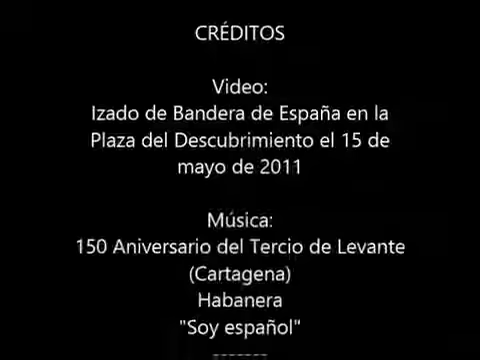 CRÉDITOS
Video:
Izado de Bandera de España en la
Plaza del Descubrimiento el 15 de
mayo de 2011
Música:
150 Aniversario del Tercio de Levante
(Cartagena)
Habanera
"Soy español"